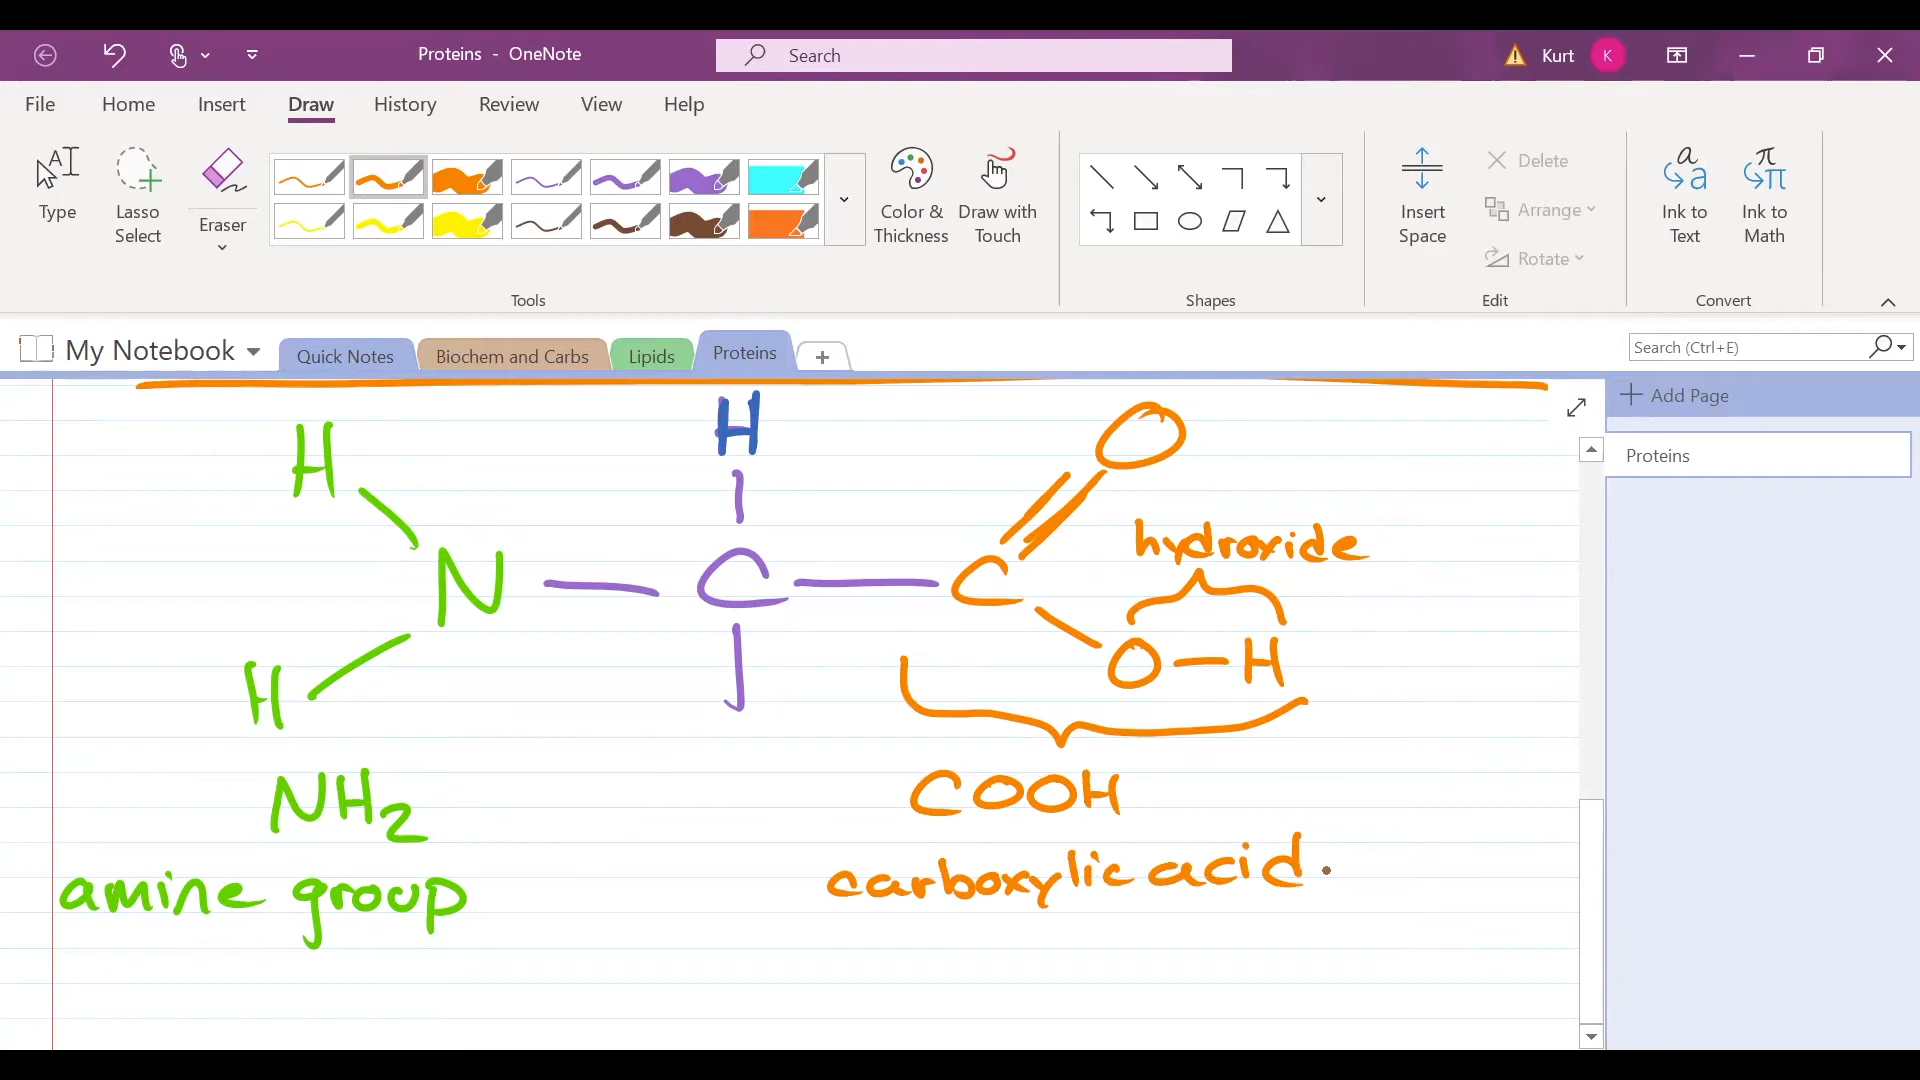 Proteins - OneNote
Search
Kurt
K
File Home Insert Draw History Review View Help
Type
Lasso Select
Eraser
Color & Thickness
Draw with Touch
Insert Space
Delete
Arrange
Rotate
Ink to Text
Ink to Math
Tools
Shapes
Edit
Convert
My Notebook
Quick Notes
Biochem and Carbs
Lipids
Proteins
Search (Ctrl+E)
Add Page
Proteins
H
H
O
hydroxide
N C C
H
O H
NH2
COOH
amine group
carboxylic acid